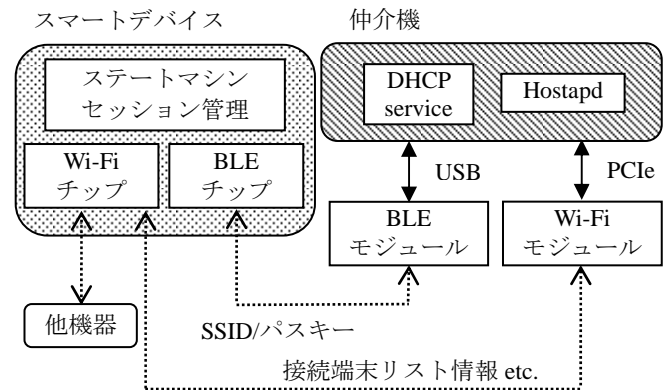 スマートデバイス
仲介機
ステートマシン
セッション管理
DHCP
service
Hostapd
Wi-Fi
チップ
BLE
チップ
USB
PCIe
BLE
モジュール
Wi-Fi
モジュール
他機器
SSID/パスキー
接続端末リスト情報 etc.